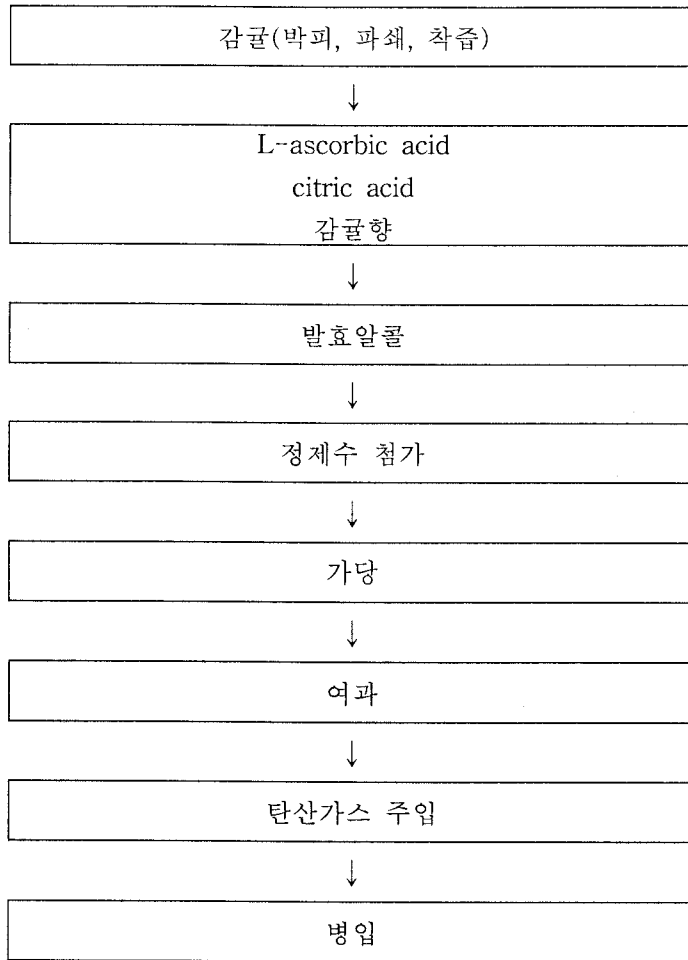 감귤(박피, 파쇄, 착즙)
↓
L-ascorbic acid
citric acid
감귤향
↓
발효알콜
↓
정제수 첨가
↓
가당
↓
여과
↓
탄산가스 주입
↓
병입